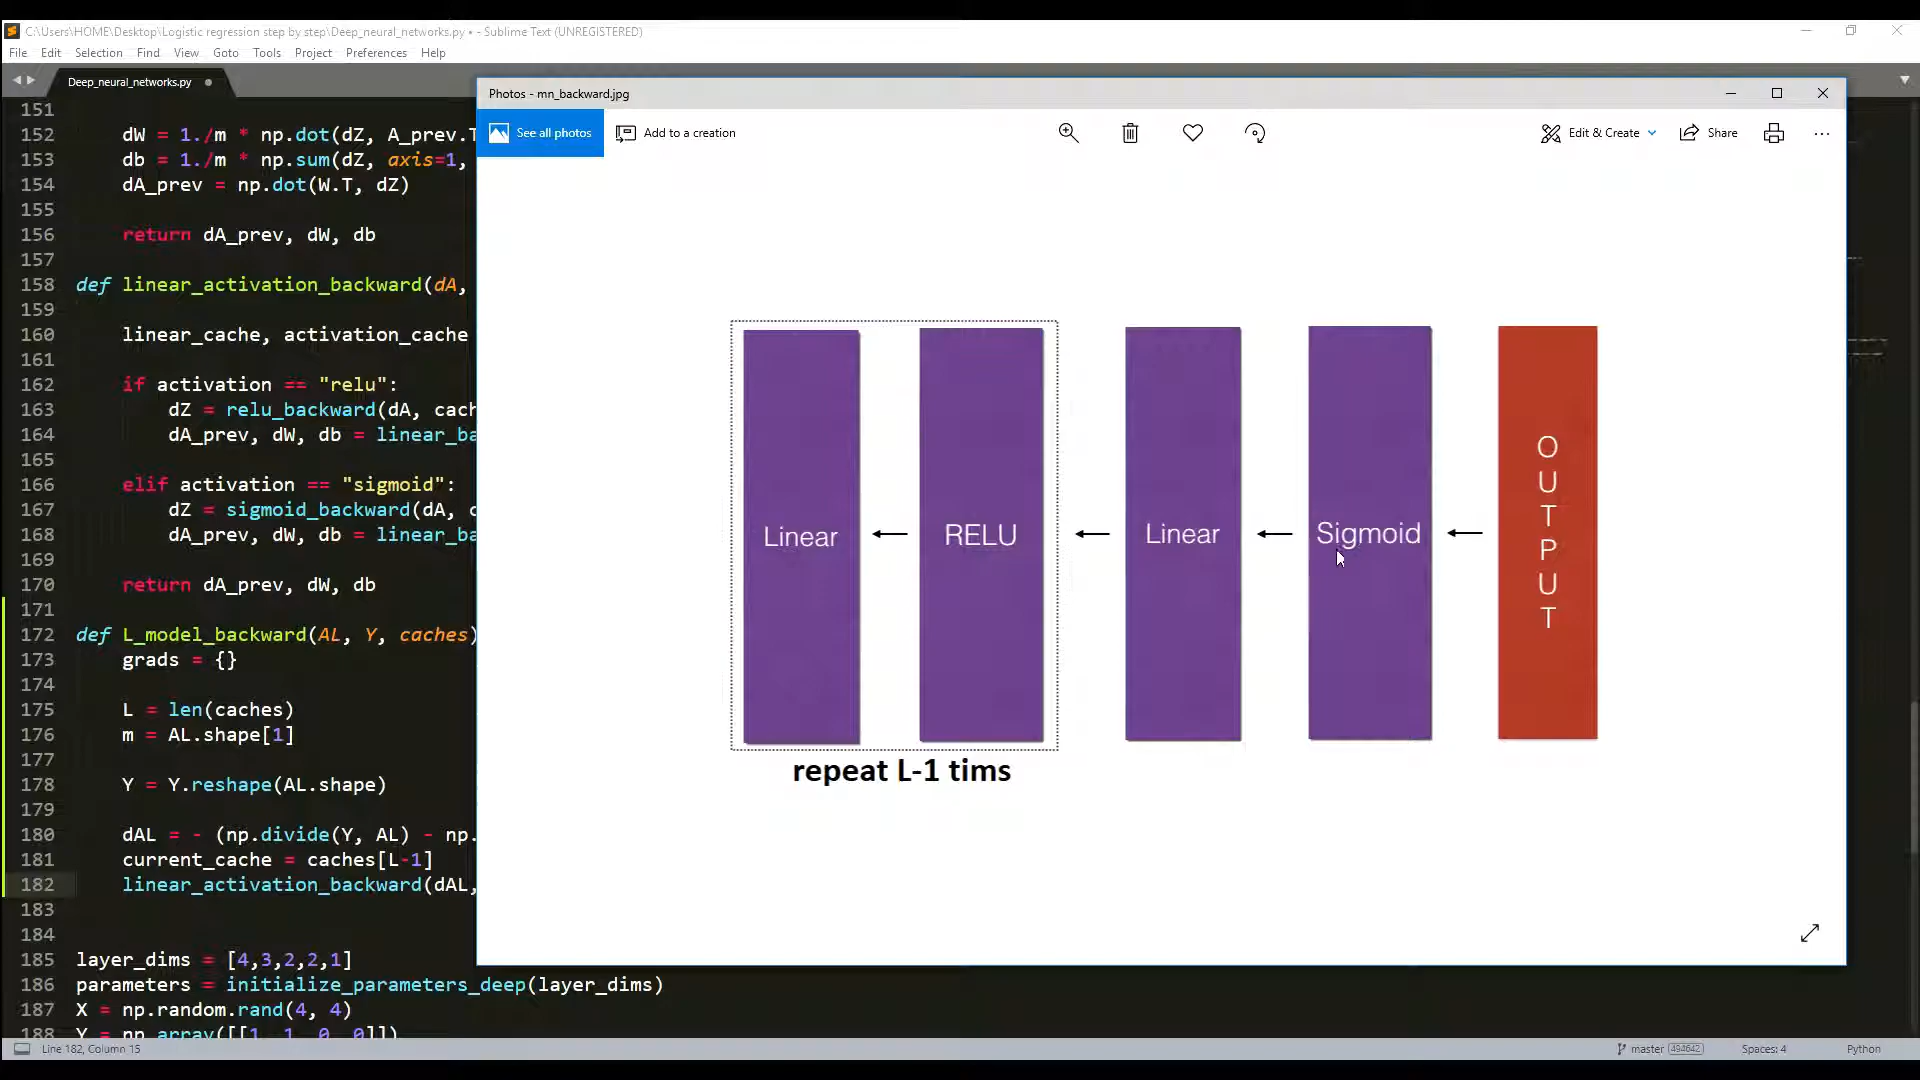 C:\Users\HOME\Desktop\Logistic regression step by step\Deep_neural_networks.py • - Sublime Text (UNREGISTERED)
File Edit Selection Find View Goto Tools Project Preferences Help
Deep_neural_networks.py
151
152 dW = 1./m * np.dot(dZ, A_prev.T
153 db = 1./m * np.sum(dZ, axis=1,
154 dA_prev = np.dot(W.T, dZ)
155
156 return dA_prev, dW, db
157
158 def linear_activation_backward(dA,
159
160 linear_cache, activation_cache
161
162 if activation == "relu":
163 dZ = relu_backward(dA, cach
164 dA_prev, dW, db = linear_ba
165
166 elif activation == "sigmoid":
167 dZ = sigmoid_backward(dA, c
168 dA_prev, dW, db = linear_ba
169
170 return dA_prev, dW, db
171
172 def L_model_backward(AL, Y, caches)
173 grads = {}
174
175 L = len(caches)
176 m = AL.shape[1]
177
178 Y = Y.reshape(AL.shape)
179
180 dAL = - (np.divide(Y, AL) - np.
181 current_cache = caches[L-1]
182 linear_activation_backward(dAL,
183
184
185 layer_dims = [4,3,2,2,1]
186 parameters = initialize_parameters_deep(layer_dims)
187 X = np.random.rand(4, 4)
188 Y = np.array([[1, 1, 0, 0]])
Photos - mn_backward.jpg
See all photos Add to a creation Edit & Create Share
Linear RELU Linear Sigmoid
OUTPUT
repeat L-1 tims
Line 182, Column 15 master 494642 Spaces: 4 Python